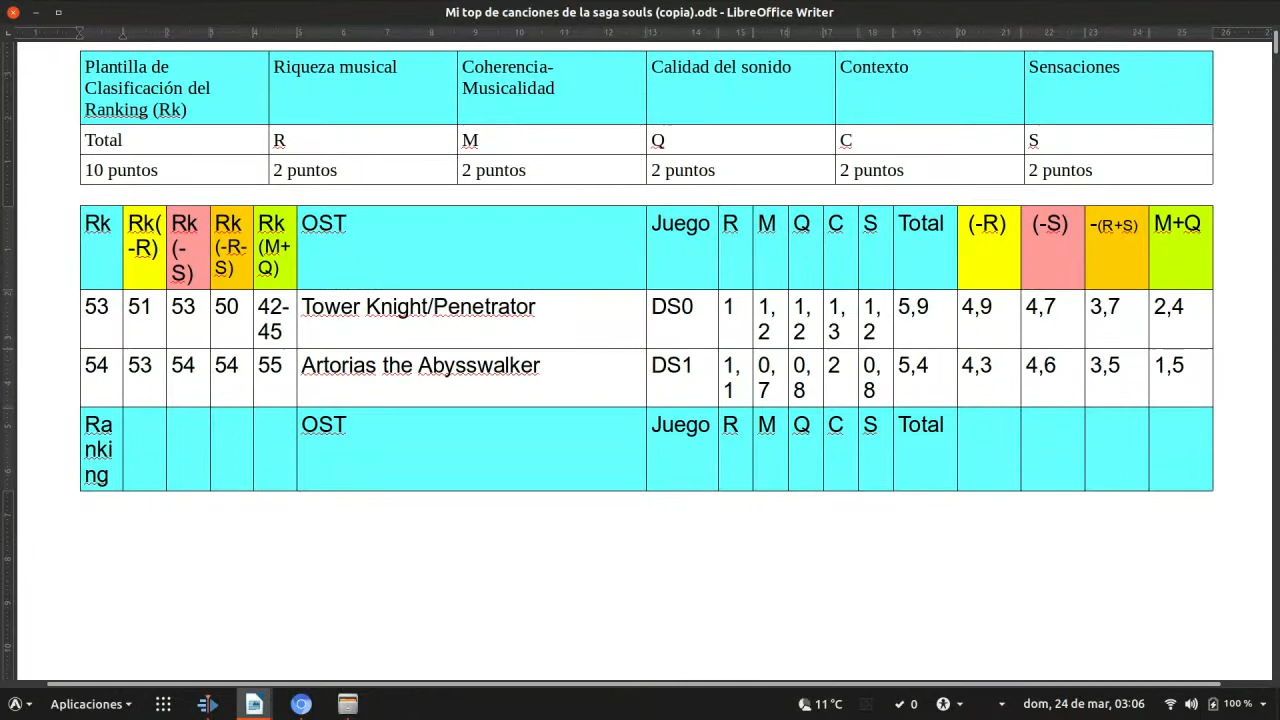 Mi top de canciones de la saga souls (copia).odt - LibreOffice Writer
Plantilla de Clasificación del Ranking (Rk) Riqueza musical Coherencia-Musicalidad Calidad del sonido Contexto Sensaciones
Total R M Q C S
10 puntos 2 puntos 2 puntos 2 puntos 2 puntos 2 puntos
Rk Rk(-R) Rk (-S) Rk (-R-S) Rk (M+Q) OST Juego R M Q C S Total (-R) (-S) -(R+S) M+Q
53 51 53 50 42-45 Tower Knight/Penetrator DS0 1 1,2 1,2 1,3 1,2 5,9 4,9 4,7 3,7 2,4
54 53 54 54 55 Artorias the Abysswalker DS1 1,1 0,7 0,8 2 0,8 5,4 4,3 4,6 3,5 1,5
Ranking OST Juego R M Q C S Total
Aplicaciones 11 °C 0 dom, 24 de mar, 03:06 100 %